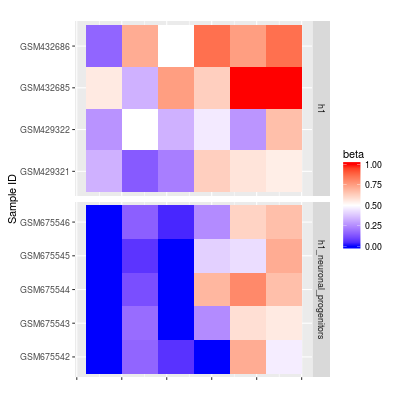 GSM432686
GSM432685
GSM429322
GSM429321
h1
GSM675546
GSM675545
GSM675544
GSM675543
GSM675542
h1_neuronal_progenitors
Sample ID
beta
1.00
0.75
0.50
0.25
0.00